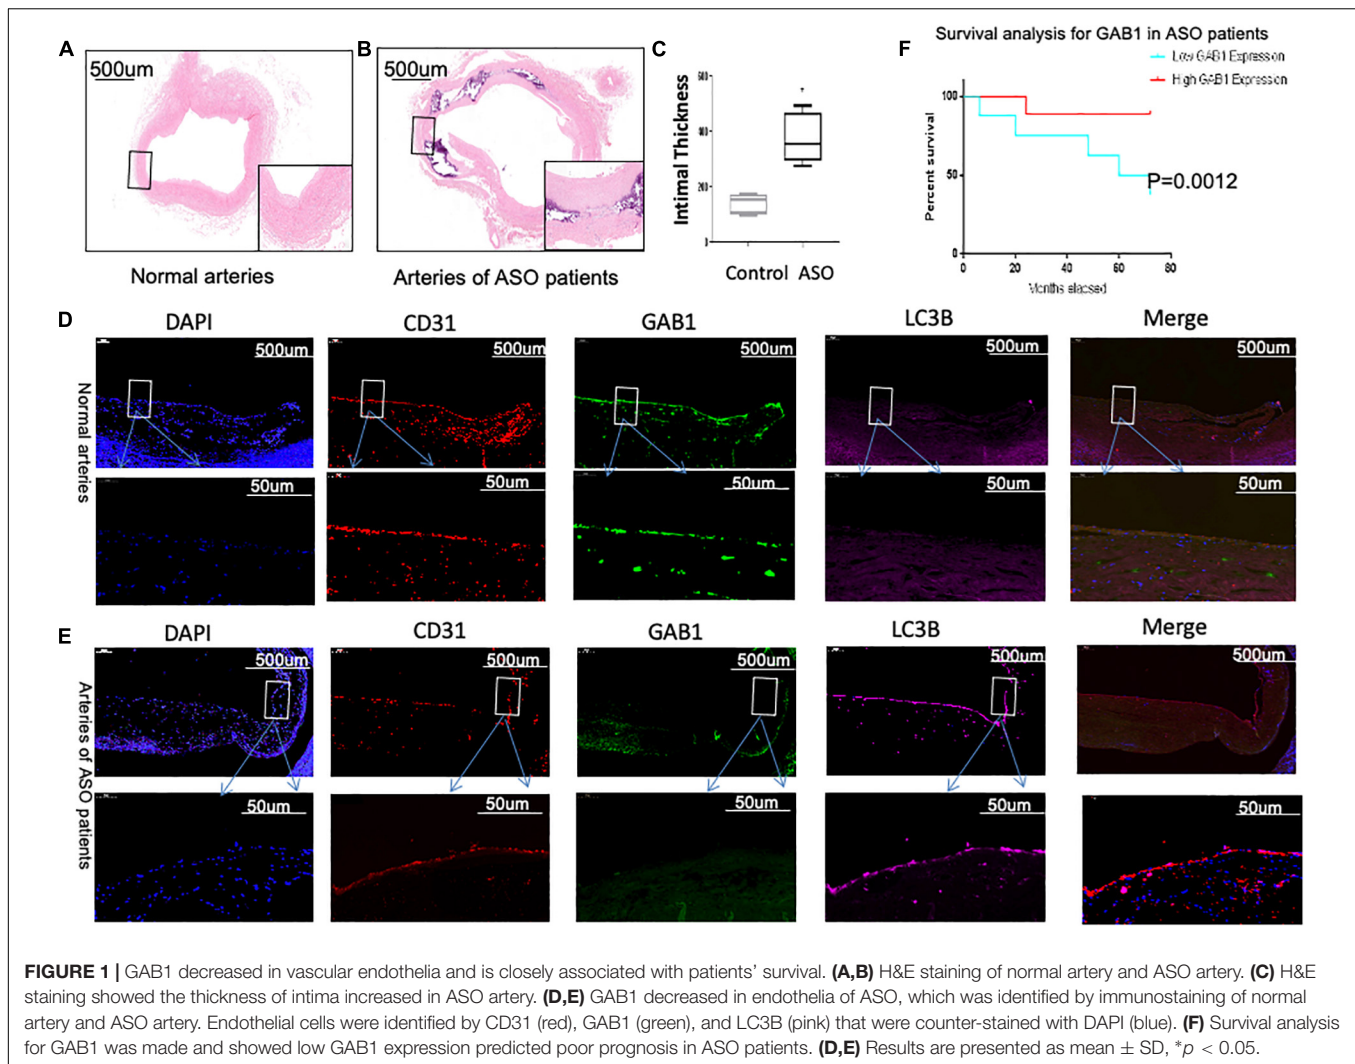 A
500um
Normal arteries
B
500um
Arteries of ASO patients
C
Intimal Thickness
600
400
200
0
*
Control ASO
F
Survival analysis for GAB1 in ASO patients
Low GAB1 Expression
High GAB1 Expression
Percent survival
100
50
0
P=0.0012
0 20 40 60 80
Months elapsed
D
DAPI CD31 GAB1 LC3B Merge
Normal arteries
500um 500um 500um 500um 500um
50um 50um 50um 50um 50um
E
DAPI CD31 GAB1 LC3B Merge
Arteries of ASO patients
500um 500um 500um 500um 500um
50um 50um 50um 50um 50um
FIGURE 1 | GAB1 decreased in vascular endothelia and is closely associated with patients’ survival. (A,B) H&E staining of normal artery and ASO artery. (C) H&E
staining showed the thickness of intima increased in ASO artery. (D,E) GAB1 decreased in endothelia of ASO, which was identified by immunostaining of normal
artery and ASO artery. Endothelial cells were identified by CD31 (red), GAB1 (green), and LC3B (pink) that were counter-stained with DAPI (blue). (F) Survival analysis
for GAB1 was made and showed low GAB1 expression predicted poor prognosis in ASO patients. (D,E) Results are presented as mean ± SD, *p < 0.05.